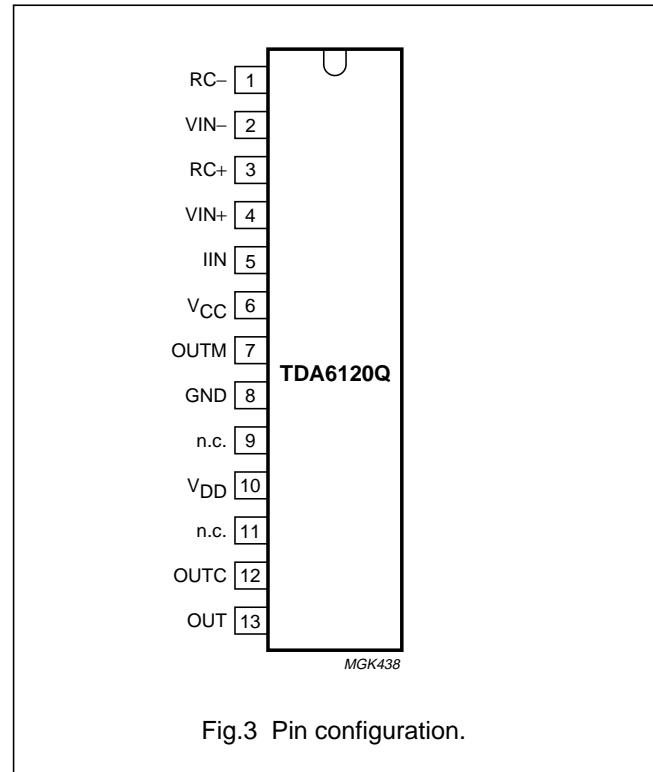 RC− 1
VIN− 2
RC+ 3
VIN+ 4
IIN 5
VCC 6
OUTM 7
TDA6120Q
GND 8
n.c. 9
VDD 10
n.c. 11
OUTC 12
OUT 13
MGK438
Fig.3 Pin configuration.